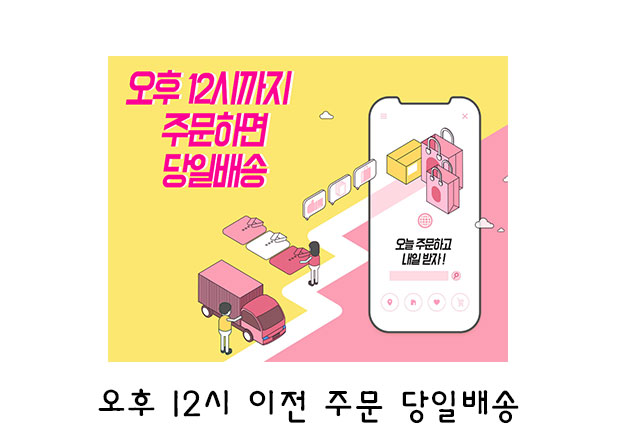 오후 12시까지
주문하면
당일배송
오늘 주문하고
내일 받자!
오후 12시 이전 주문 당일배송